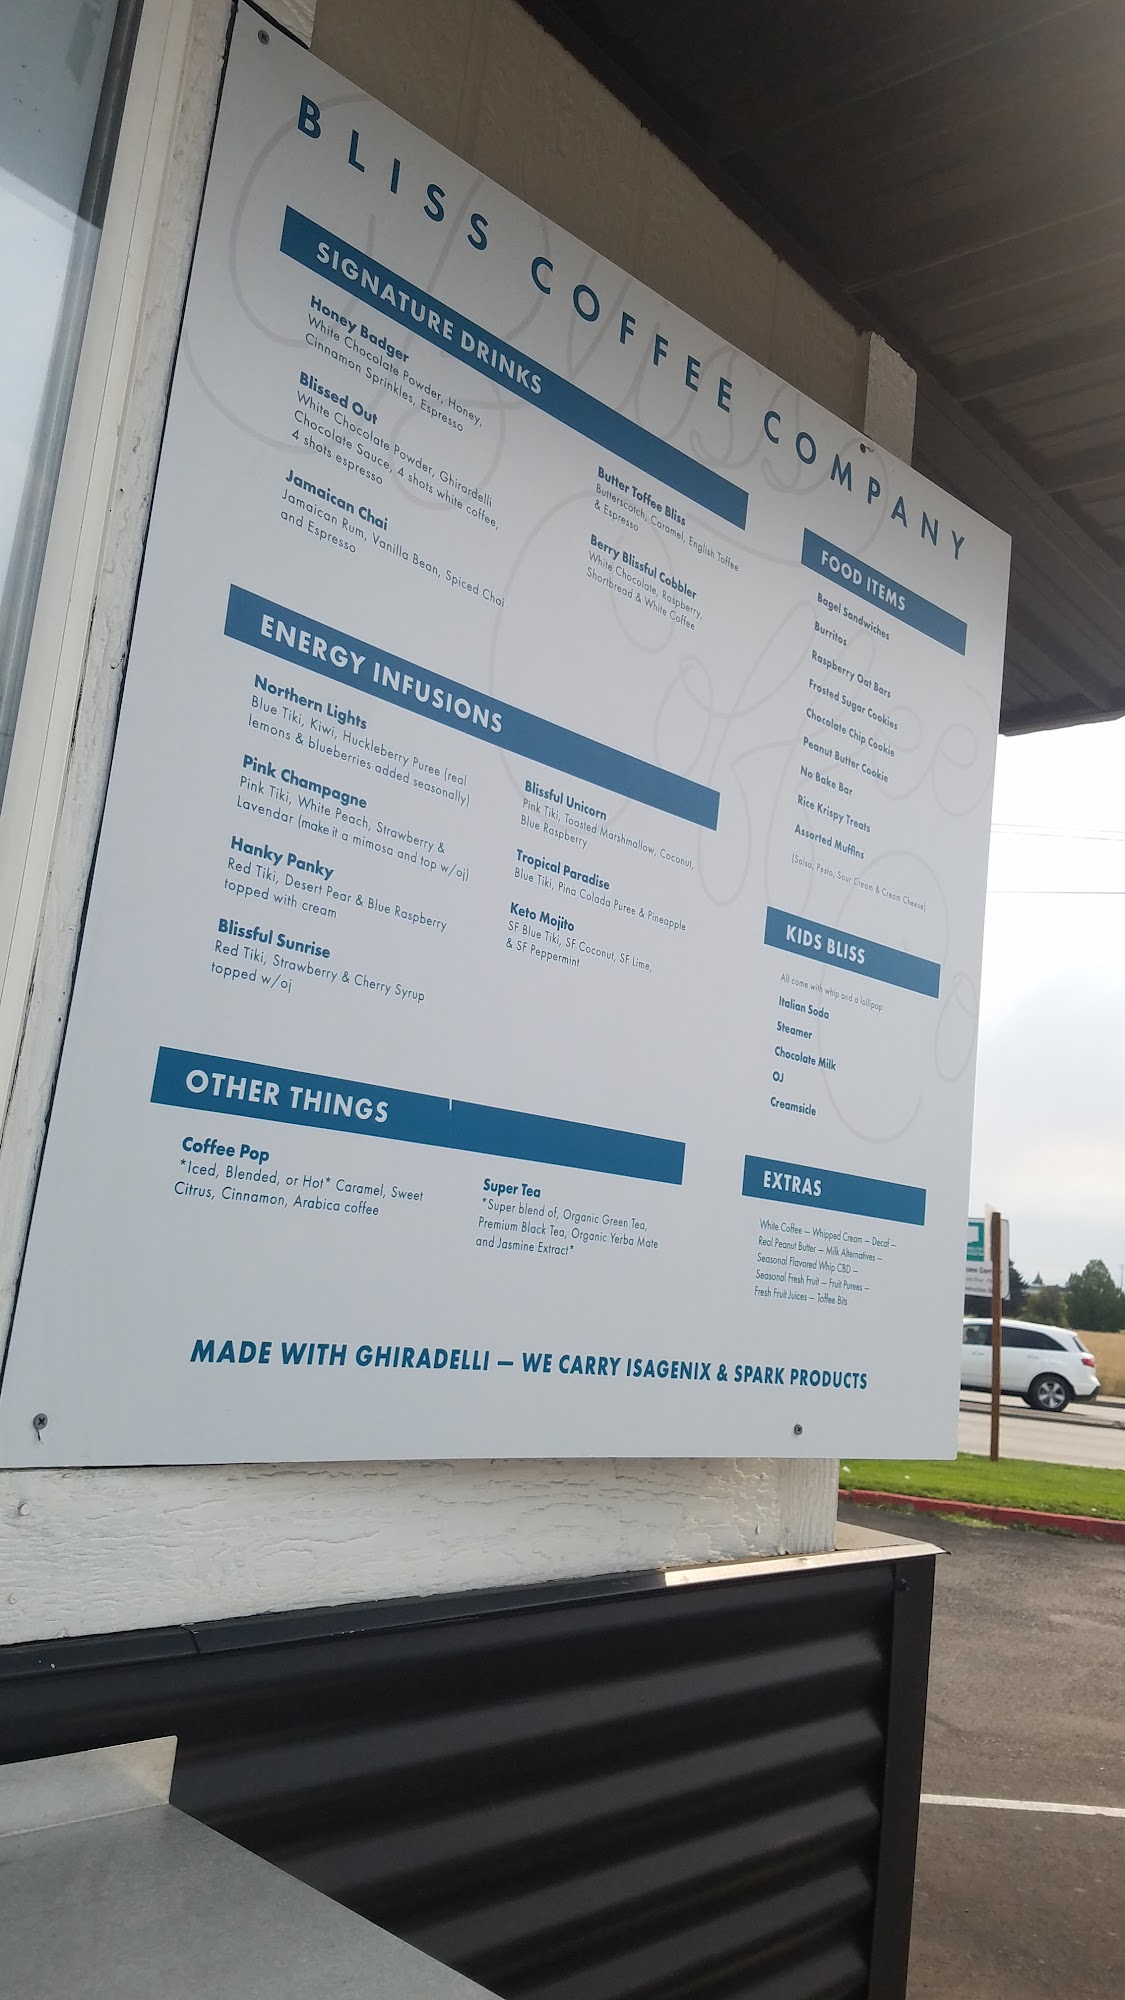 BLISS COFFEE COMPANY
SIGNATURE DRINKS
Honey Badger
White Chocolate Powder, Honey,
Cinnamon Sprinkles, Espresso
Blissed Out
White Chocolate Powder, Ghirardelli
Chocolate Sauce, 4 shots white coffee,
4 shots espresso
Jamaican Chai
Jamaican Rum, Vanilla Bean, Spiced Chai
and Espresso
Butter Toffee Bliss
Butterscotch, Caramel, English Toffee
& Espresso
Berry Blissful Cobbler
White Chocolate, Raspberry,
Shortbread & White Coffee
ENERGY INFUSIONS
Northern Lights
Blue Tiki, Kiwi, Huckleberry Puree (real
lemons & blueberries added seasonally)
Pink Champagne
Pink Tiki, White Peach, Strawberry &
Lavendar (make it a mimosa and top w/oj)
Hanky Panky
Red Tiki, Desert Pear & Blue Raspberry
topped with cream
Blissful Sunrise
Red Tiki, Strawberry & Cherry Syrup
topped w/oj
Blissful Unicorn
Pink Tiki, Toasted Marshmallow, Coconut,
Blue Raspberry
Tropical Paradise
Blue Tiki, Pina Colada Puree & Pineapple
Keto Mojito
SF Blue Tiki, SF Coconut, SF Lime,
& SF Peppermint
OTHER THINGS
Coffee Pop
*Iced, Blended, or Hot* Caramel, Sweet
Citrus, Cinnamon, Arabica coffee
Super Tea
*Super blend of, Organic Green Tea,
Premium Black Tea, Organic Yerba Mate
and Jasmine Extract*
FOOD ITEMS
Bagel Sandwiches
Burritos
Raspberry Oat Bars
Frosted Sugar Cookies
Chocolate Chip Cookie
Peanut Butter Cookie
No Bake Bar
Rice Krispy Treats
Assorted Muffins
(Salsa, Pesto, Sour Cream & Cream Cheese)
KIDS BLISS
All come with whip and a lollipop
Italian Soda
Steamer
Chocolate Milk
OJ
Creamsicle
EXTRAS
White Coffee – Whipped Cream – Decaf –
Real Peanut Butter – Milk Alternatives –
Seasonal Flavored Whip CBD –
Seasonal Fresh Fruit – Fruit Purees –
Fresh Fruit Juices – Toffee Bits
MADE WITH GHIRADELLI – WE CARRY ISAGENIX & SPARK PRODUCTS